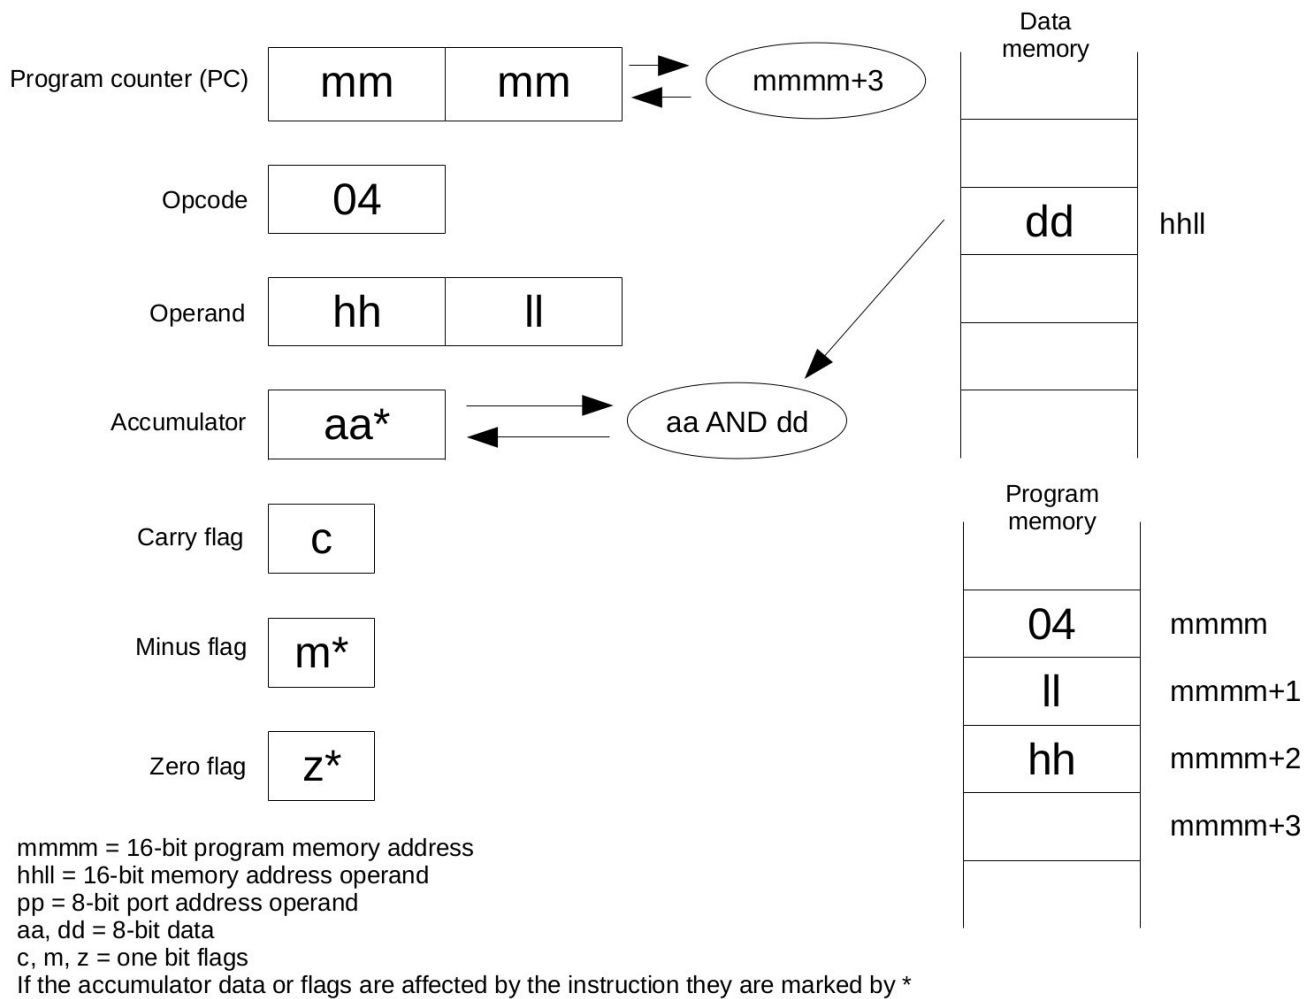 Data
memory
Program counter (PC)
mm
mm
mmmm+3
Opcode
04
dd
hhll
Operand
hh
ll
Accumulator
aa*
aa AND dd
Program
memory
Carry flag
c
04
mmmm
Minus flag
m*
ll
mmmm+1
Zero flag
z*
hh
mmmm+2
mmmm+3
mmmm = 16-bit program memory address
hhll = 16-bit memory address operand
pp = 8-bit port address operand
aa, dd = 8-bit data
c, m, z = one bit flags
If the accumulator data or flags are affected by the instruction they are marked by *